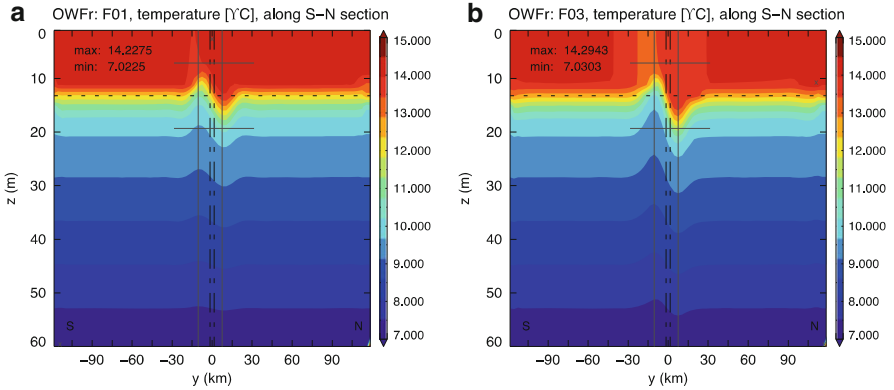 a
OWFr: F01, temperature [ϒC], along S−N section
max: 14.2275
min: 7.0225
0
10
20
30
40
50
60
z (m)
S
N
−90 −60 −30 0 30 60 90
y (km)
15.000
14.000
13.000
12.000
11.000
10.000
9.000
8.000
7.000
b
OWFr: F03, temperature [ϒC], along S−N section
max: 14.2943
min: 7.0303
0
10
20
30
40
50
60
z (m)
S
N
−90 −60 −30 0 30 60 90
y (km)
15.000
14.000
13.000
12.000
11.000
10.000
9.000
8.000
7.000